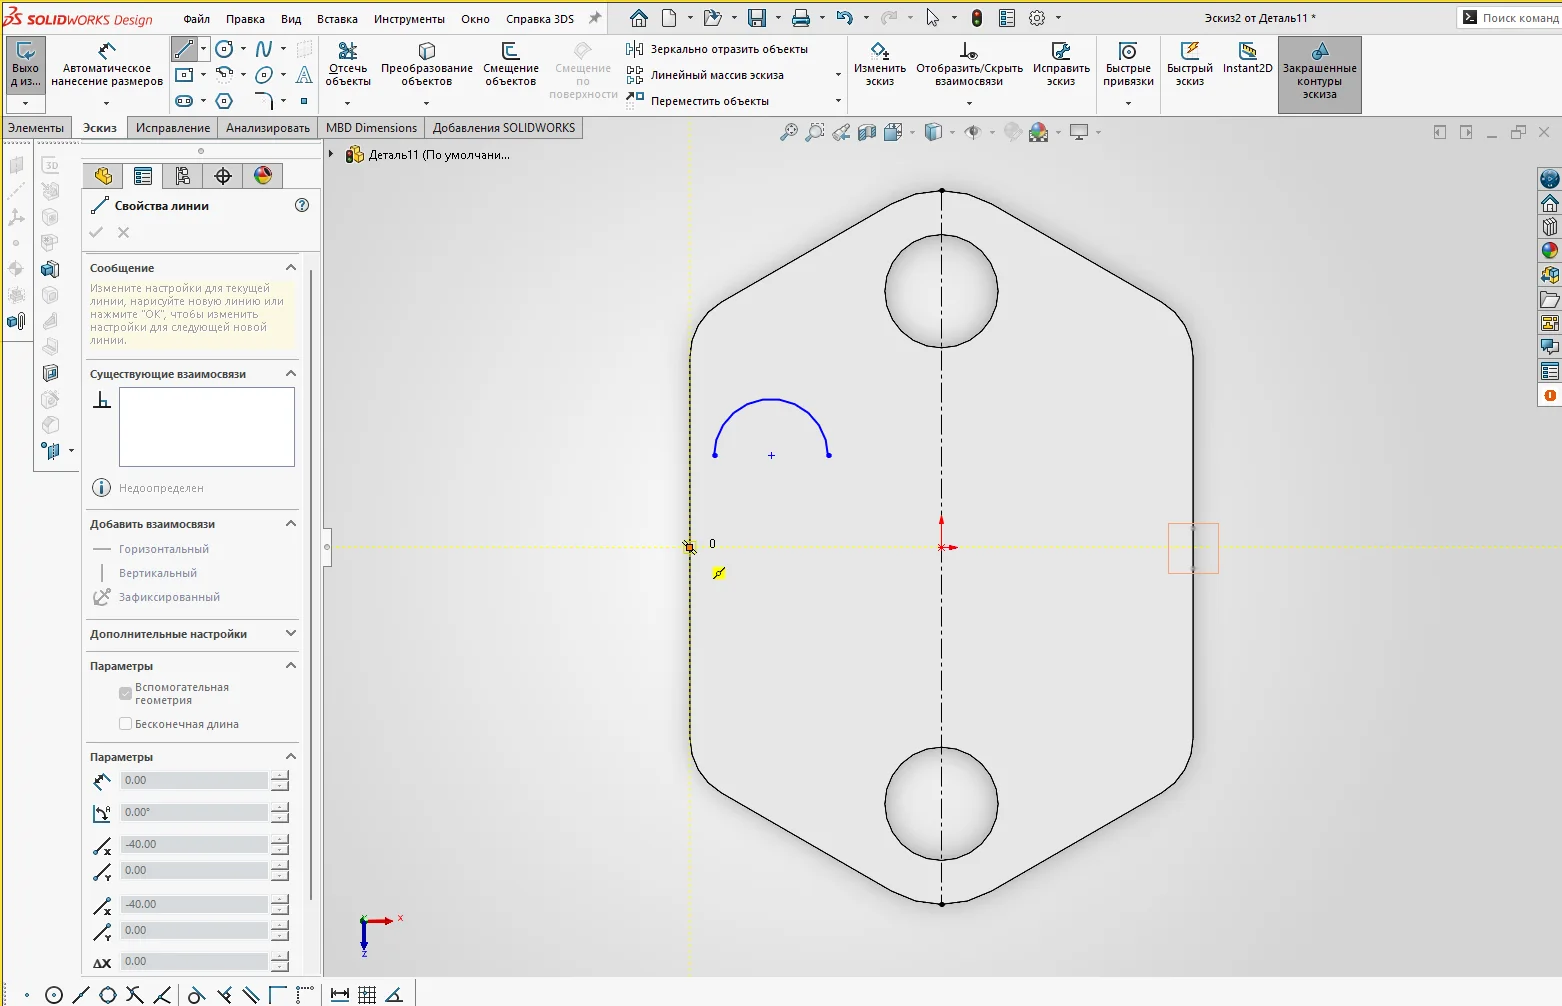 SOLIDWORKS Design
Файл Правка Вид Вставка Инструменты Окно Справка 3DS
Эскиз2 от Деталь11 *
Поиск команд
Выхо
д из...
Автоматическое
нанесение размеров
Отсечь
объекты
Преобразование
объектов
Смещение
объектов
Смещение
по
поверхности
Зеркально отразить объекты
Линейный массив эскиза
Переместить объекты
Изменить
эскиз
Отобразить/Скрыть
взаимосвязи
Исправить
эскиз
Быстрые
привязки
Быстрый
эскиз
Instant2D
Закрашенные
контуры
эскиза
Элементы Эскиз Исправление Анализировать MBD Dimensions Добавления SOLIDWORKS
Деталь11 (По умолчани...
3D
Свойства линии
Сообщение
Измените настройки для текущей
линии, нарисуйте новую линию или
нажмите "ОК", чтобы изменить
настройки для следующей новой
линии.
Существующие взаимосвязи
Недоопределен
Добавить взаимосвязи
Горизонтальный
Вертикальный
Зафиксированный
Дополнительные настройки
Параметры
Вспомогательная
геометрия
Бесконечная длина
Параметры
0.00
0.00°
-40.00
0.00
-40.00
0.00
ΔX 0.00
0
X
Z